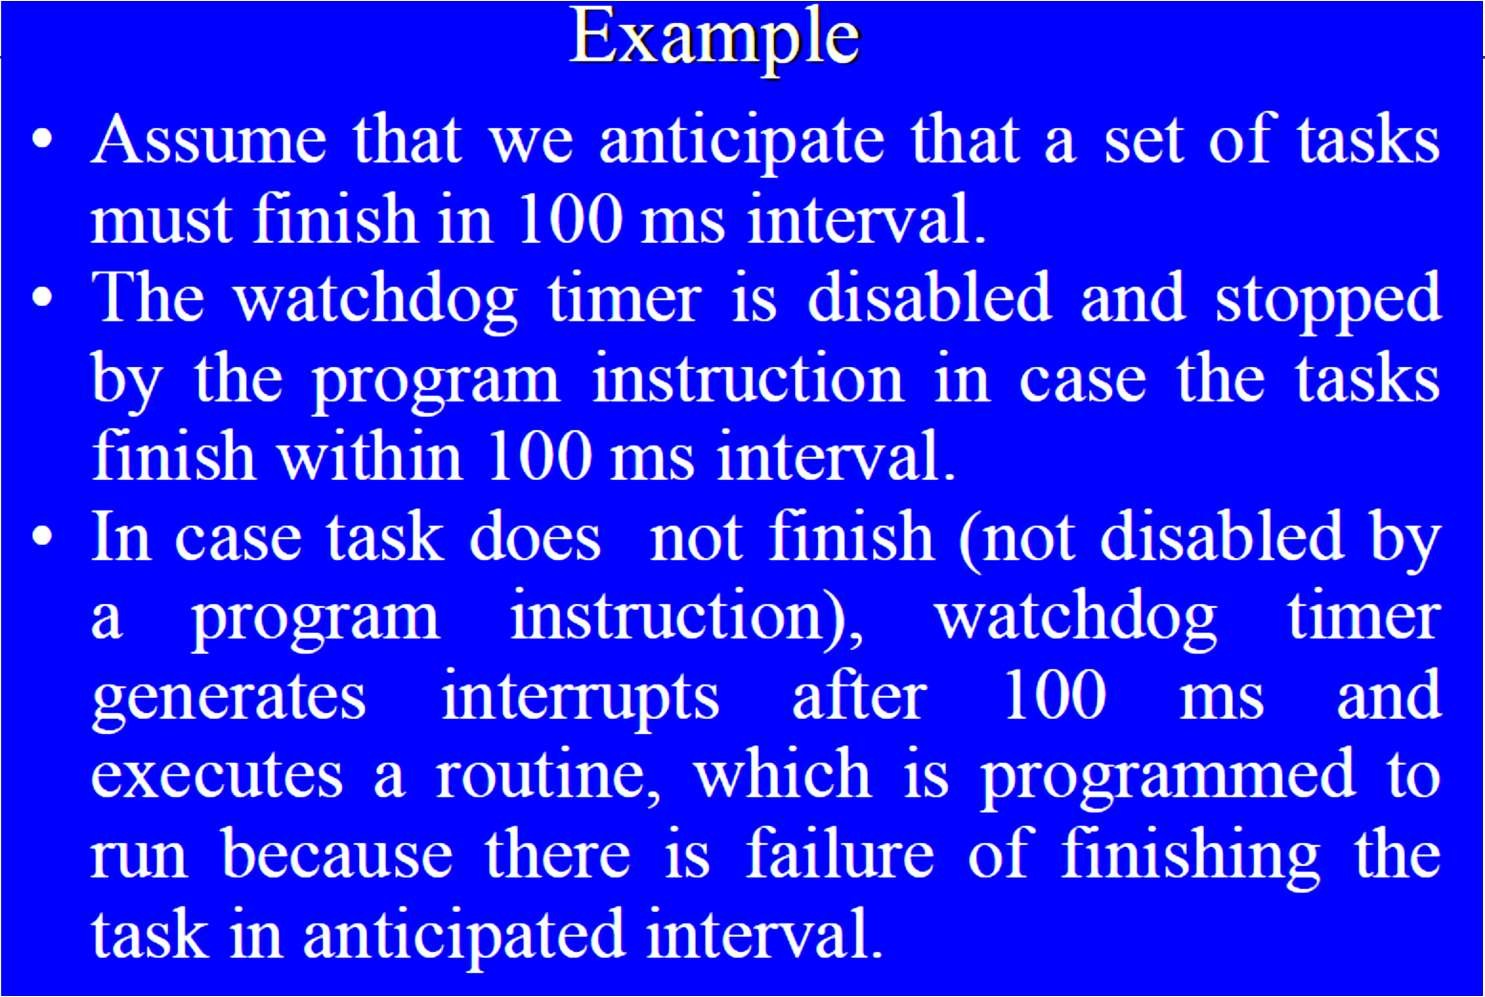 Example
• Assume that we anticipate that a set of tasks
must finish in 100 ms interval.
• The watchdog timer is disabled and stopped
by the program instruction in case the tasks
finish within 100 ms interval.
• In case task does not finish (not disabled by
a program instruction), watchdog timer
generates interrupts after 100 ms and
executes a routine, which is programmed to
run because there is failure of finishing the
task in anticipated interval.